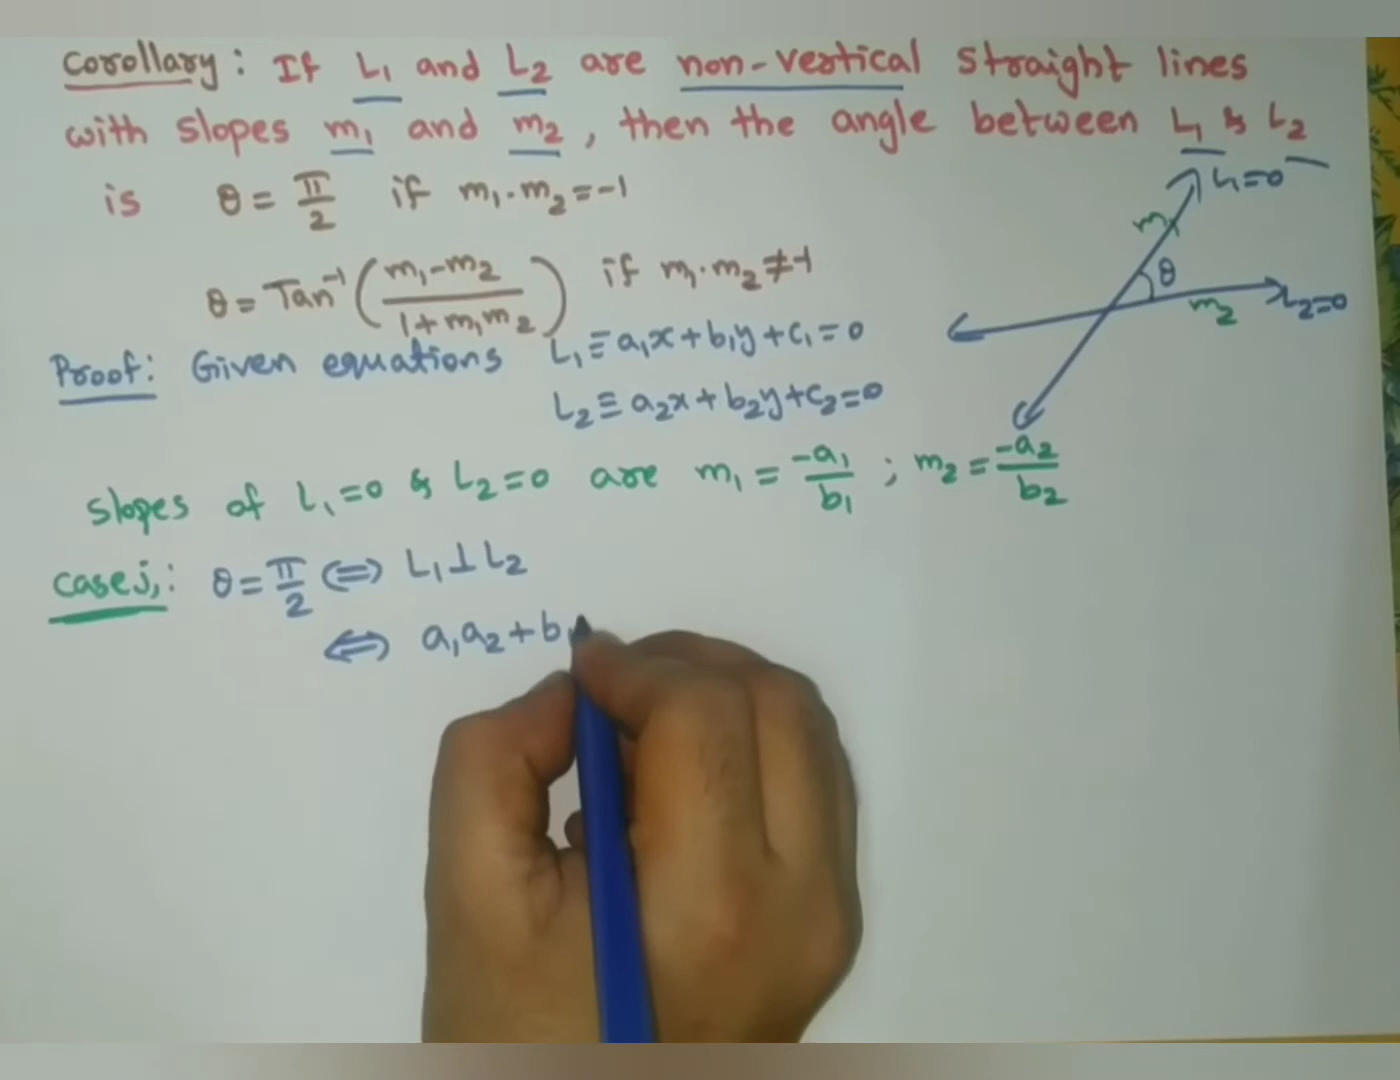 Corollary: If L₁ and L₂ are non-vertical straight lines
with slopes m₁ and m₂, then the angle between L₁ & L₂
is θ = π/2 if m₁.m₂=-1
L₁=0
m₁
θ
m₂
L₂=0
θ = Tan⁻¹((m₁-m₂)/(1+m₁m₂)) if m₁.m₂≠-1
Proof: Given equations L₁≡a₁x+b₁y+c₁=0
L₂≡a₂x+b₂y+c₂=0
slopes of L₁=0 & L₂=0 are m₁ = -a₁/b₁ ; m₂ = -a₂/b₂
case i,: θ=π/2 ⇔ L₁⊥L₂
⇔ a₁a₂+b₁